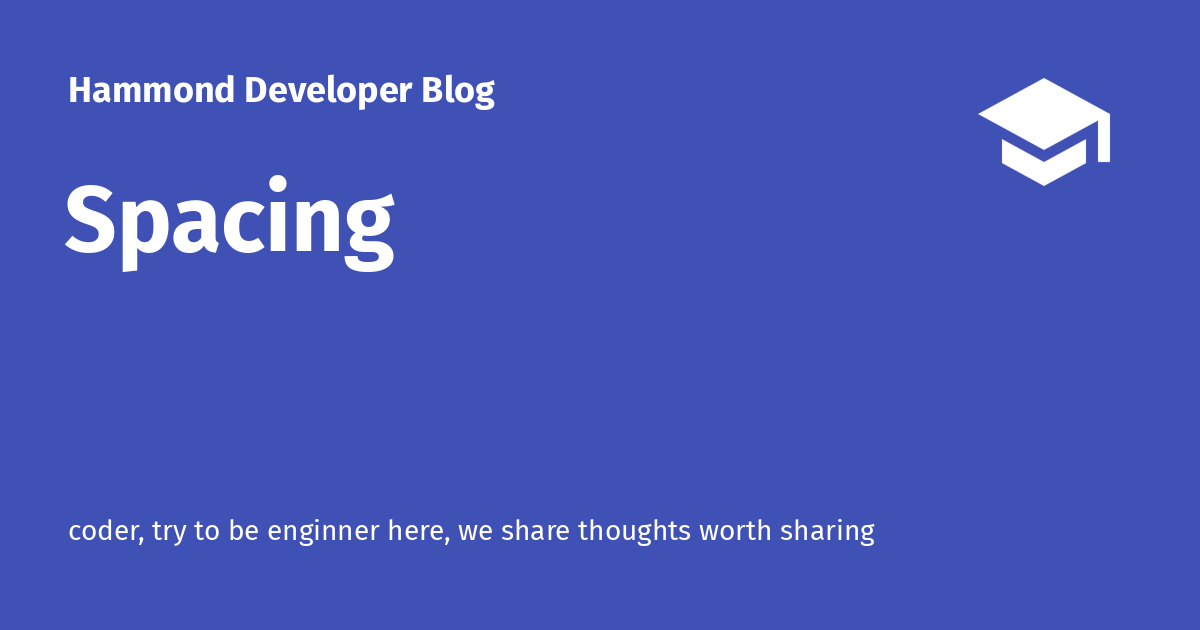 Hammond Developer Blog
Spacing
coder, try to be enginner here, we share thoughts worth sharing